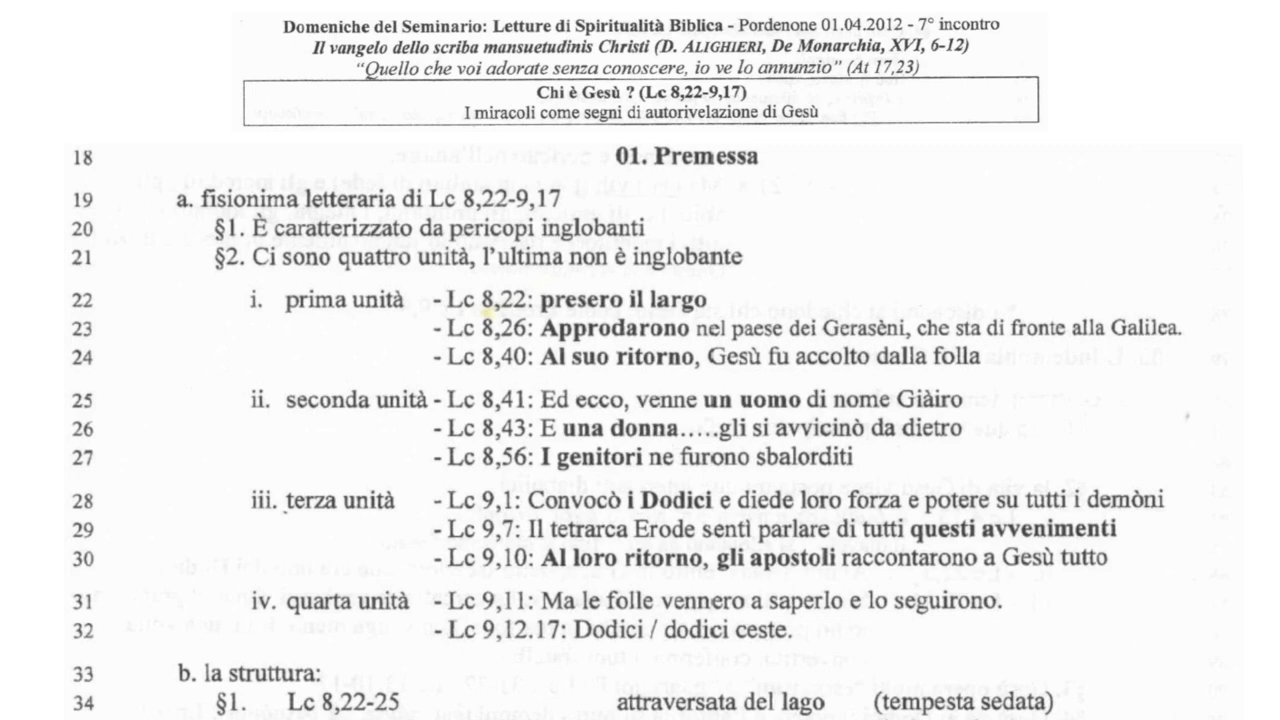 Domeniche del Seminario: Letture di Spiritualità Biblica - Pordenone 01.04.2012 - 7° incontro
Il vangelo dello scriba mansuetudinis Christi (D. ALIGHIERI, De Monarchia, XVI, 6-12)
“Quello che voi adorate senza conoscere, io ve lo annunzio” (At 17,23)
Chi è Gesù ? (Lc 8,22-9,17)
I miracoli come segni di autorivelazione di Gesù
18 01. Premessa
19 a. fisionima letteraria di Lc 8,22-9,17
20 §1. È caratterizzato da pericopi inglobanti
21 §2. Ci sono quattro unità, l’ultima non è inglobante
22 i. prima unità - Lc 8,22: presero il largo
23 - Lc 8,26: Approdarono nel paese dei Gerasèni, che sta di fronte alla Galilea.
24 - Lc 8,40: Al suo ritorno, Gesù fu accolto dalla folla
25 ii. seconda unità - Lc 8,41: Ed ecco, venne un uomo di nome Giàiro
26 - Lc 8,43: E una donna…..gli si avvicinò da dietro
27 - Lc 8,56: I genitori ne furono sbalorditi
28 iii. terza unità - Lc 9,1: Convocò i Dodici e diede loro forza e potere su tutti i demòni
29 - Lc 9,7: Il tetrarca Erode sentì parlare di tutti questi avvenimenti
30 - Lc 9,10: Al loro ritorno, gli apostoli raccontarono a Gesù tutto
31 iv. quarta unità - Lc 9,11: Ma le folle vennero a saperlo e lo seguirono.
32 - Lc 9,12.17: Dodici / dodici ceste.
33 b. la struttura:
34 §1. Lc 8,22-25 attraversata del lago (tempesta sedata)